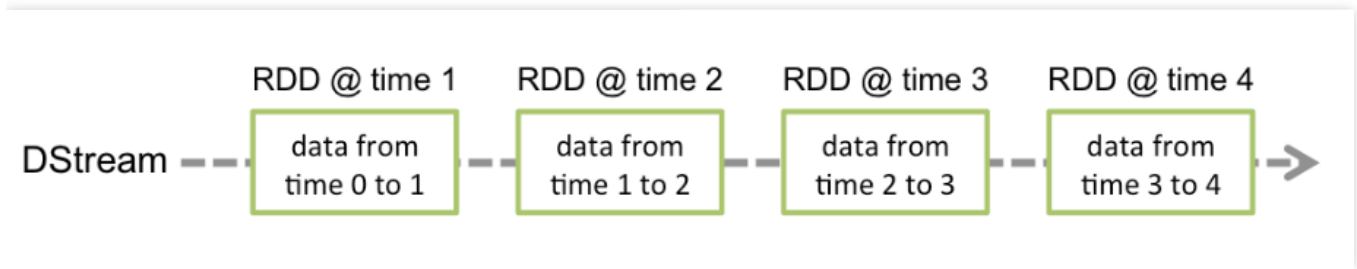 RDD @ time 1 RDD @ time 2 RDD @ time 3 RDD @ time 4
DStream
data from
time 0 to 1
data from
time 1 to 2
data from
time 2 to 3
data from
time 3 to 4